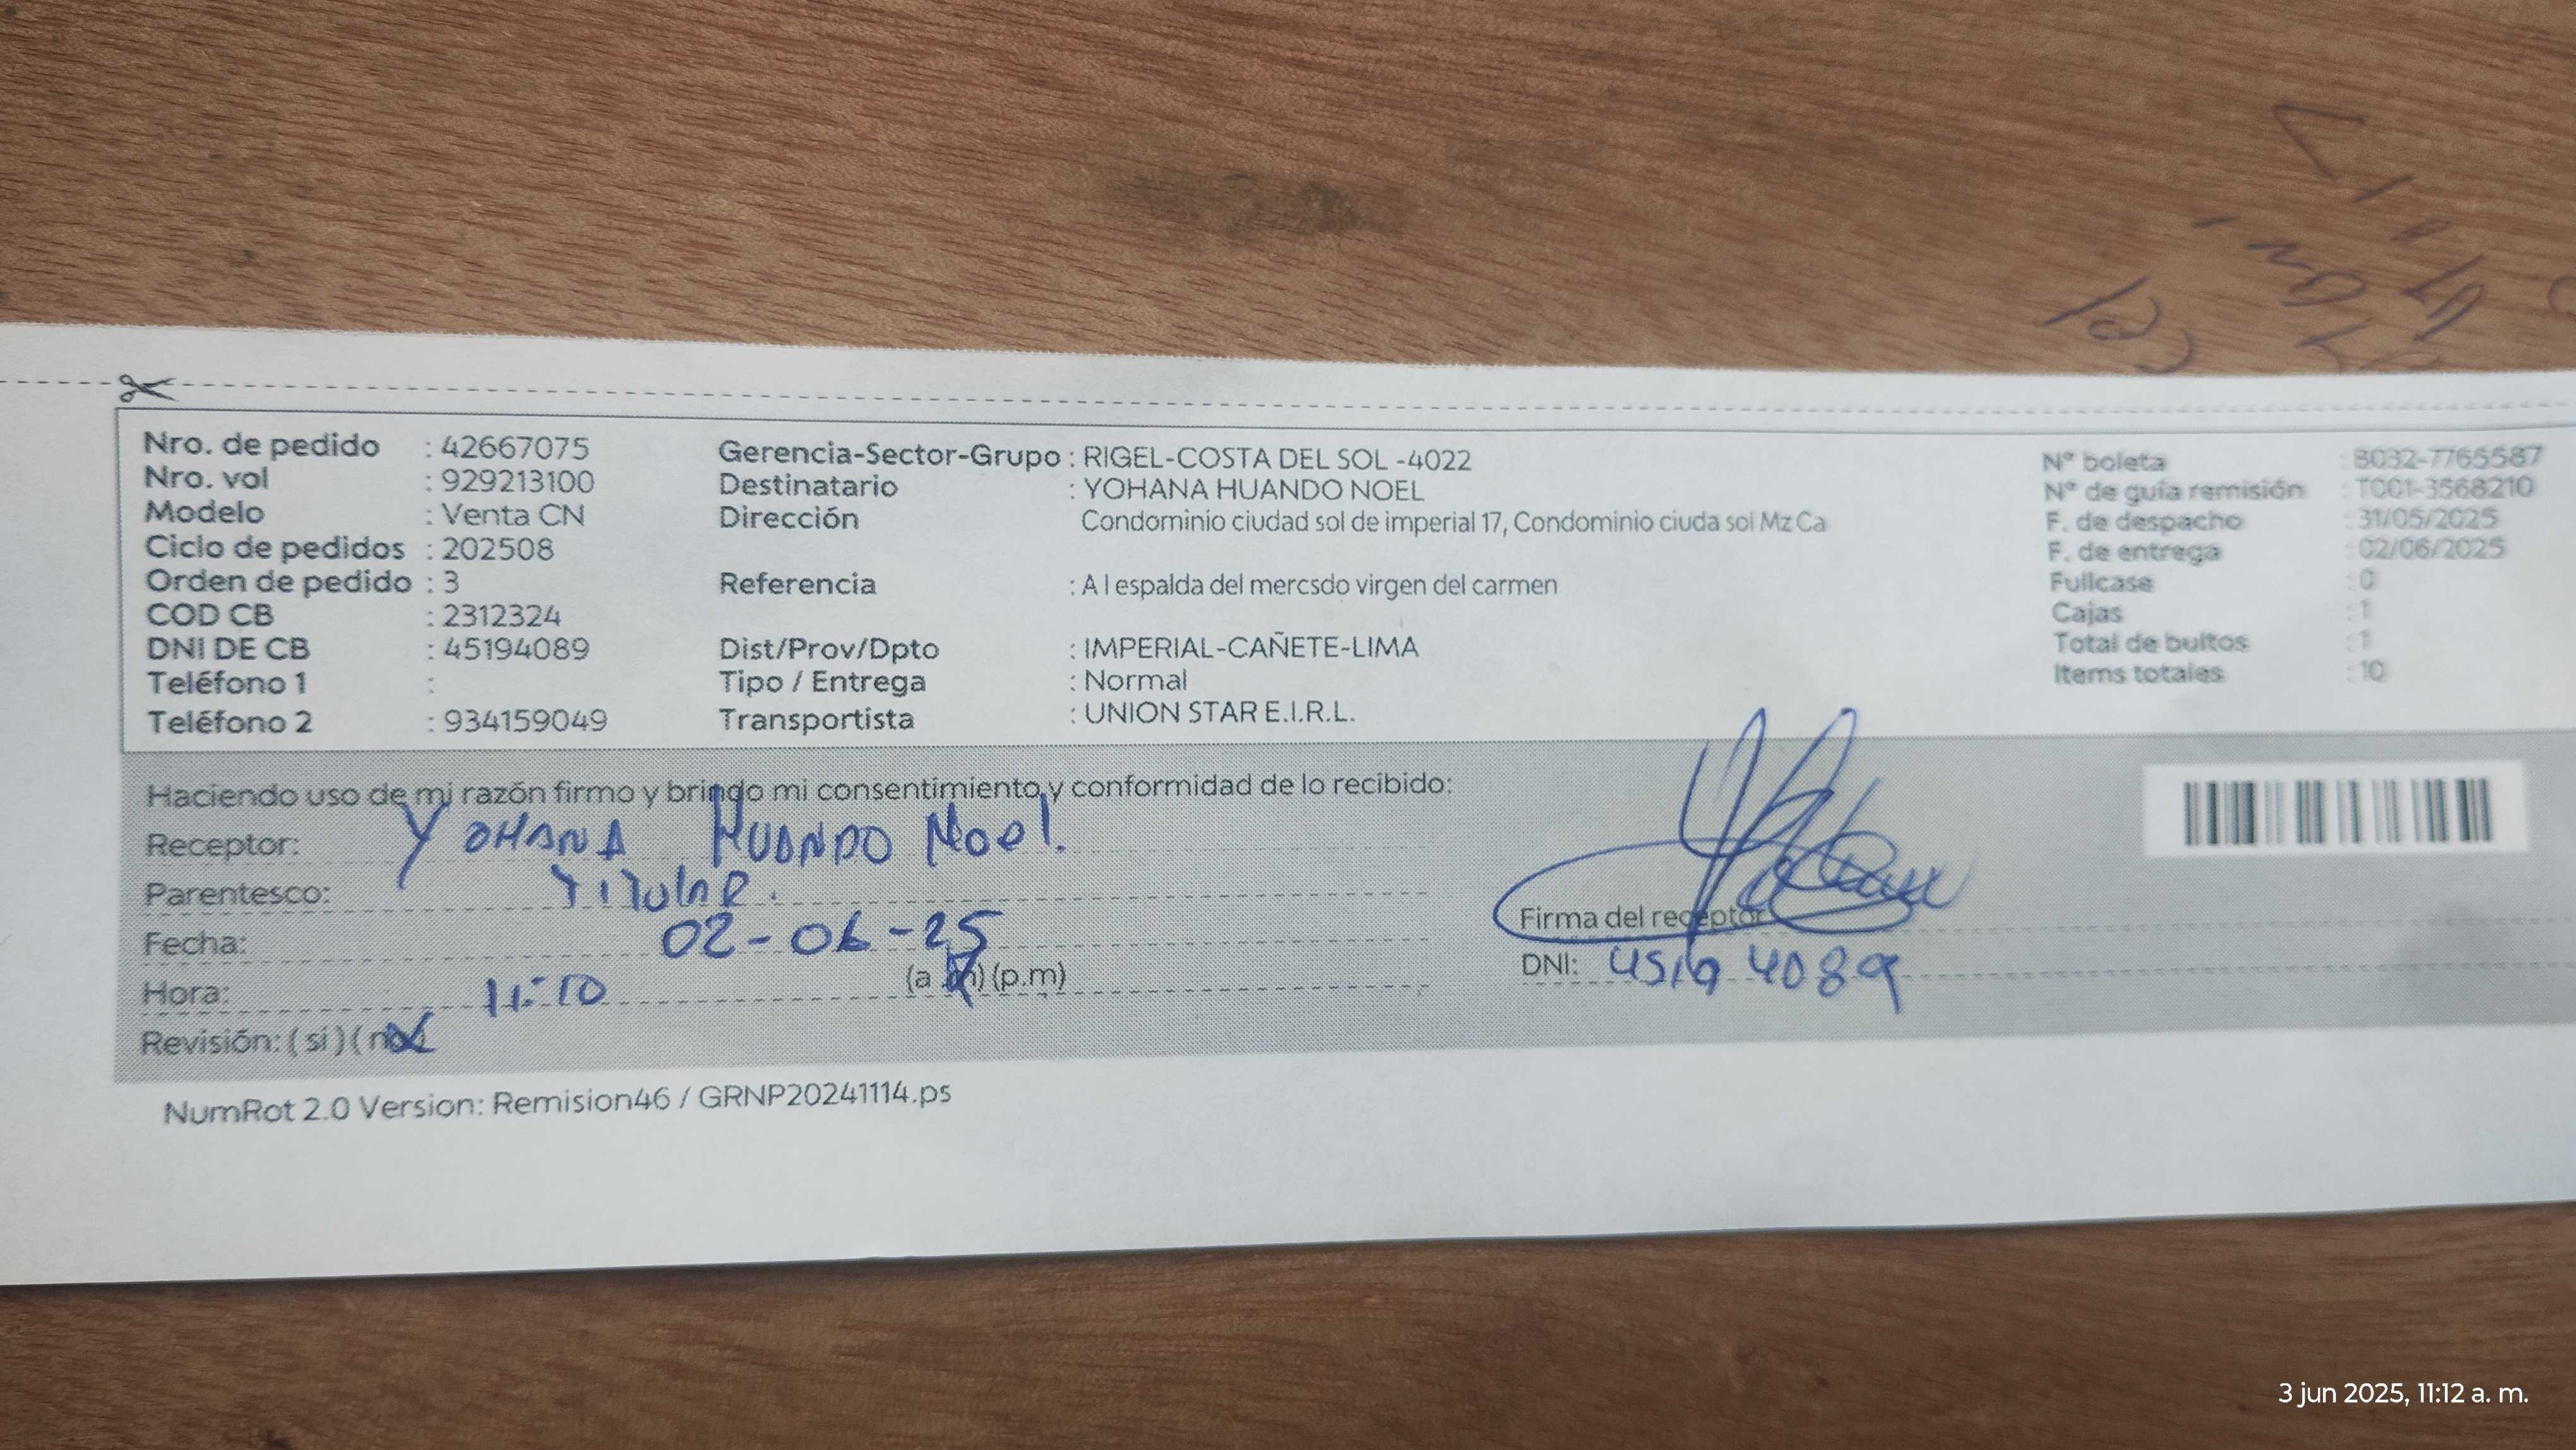 Nro. de pedido : 42667075
Nro. vol : 929213100
Modelo : Venta CN
Ciclo de pedidos : 202508
Orden de pedido : 3
COD CB : 2312324
DNI DE CB : 45194089
Teléfono 1 :
Teléfono 2 : 934159049
Gerencia-Sector-Grupo : RIGEL-COSTA DEL SOL -4022
Destinatario : YOHANA HUANDO NOEL
Dirección Condominio ciudad sol de imperial 17, Condominio ciuda sol Mz Ca
Referencia : A l espalda del mercsdo virgen del carmen
Dist/Prov/Dpto : IMPERIAL-CAÑETE-LIMA
Tipo / Entrega : Normal
Transportista : UNION STAR E.I.R.L.
N° boleta : B032-7765587
N° de guía remisión : T001-3568210
F. de despacho : 31/05/2025
F. de entrega : 02/06/2025
Fullcase : 0
Cajas : 1
Total de bultos : 1
Items totales : 10
Haciendo uso de mi razón firmo y brindo mi consentimiento y conformidad de lo recibido:
Receptor: YOHANA HUANDO Noel.
Parentesco: TITULAR.
Fecha: 02-06-25
Hora: 11:10 (a.m) (p.m)
Revisión: ( si ) ( no )
Firma del receptor
DNI: 45194089
NumRot 2.0 Version: Remision46 / GRNP20241114.ps
3 jun 2025, 11:12 a. m.